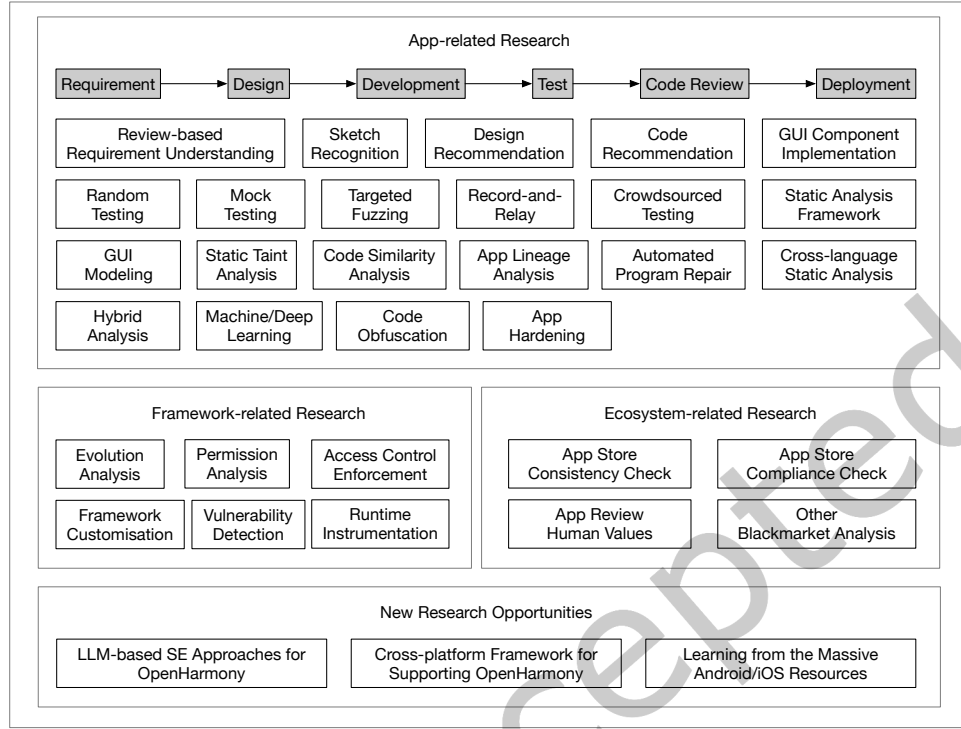 App-related Research
Requirement
Design
Development
Test
Code Review
Deployment
Review-based
Requirement Understanding
Sketch
Recognition
Design
Recommendation
Code
Recommendation
GUI Component
Implementation
Random
Testing
Mock
Testing
Targeted
Fuzzing
Record-and-
Relay
Crowdsourced
Testing
Static Analysis
Framework
GUI
Modeling
Static Taint
Analysis
Code Similarity
Analysis
App Lineage
Analysis
Automated
Program Repair
Cross-language
Static Analysis
Hybrid
Analysis
Machine/Deep
Learning
Code
Obfuscation
App
Hardening
Framework-related Research
Evolution
Analysis
Permission
Analysis
Access Control
Enforcement
Framework
Customisation
Vulnerability
Detection
Runtime
Instrumentation
Ecosystem-related Research
App Store
Consistency Check
App Store
Compliance Check
App Review
Human Values
Other
Blackmarket Analysis
New Research Opportunities
LLM-based SE Approaches for
OpenHarmony
Cross-platform Framework for
Supporting OpenHarmony
Learning from the Massive
Android/iOS Resources